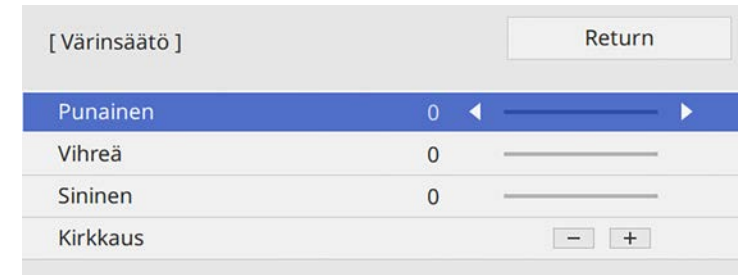 [ Värinsäätö ] Return
Punainen 0
Vihreä 0
Sininen 0
Kirkkaus − +